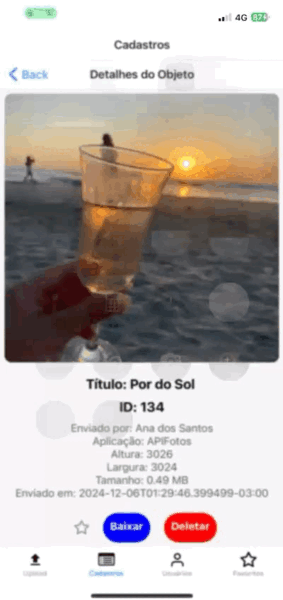 4G 67
Cadastros
Back
Detalhes do Objeto
Título: Por do Sol
ID: 134
Enviado por: Ana dos Santos
Aplicação: APIFotos
Altura: 3026
Largura: 3024
Tamanho: 0.49 MB
Enviado em: 2024-12-06T01:29:46.399499-03:00
Baixar Deletar
Upload Cadastros Usuários Favoritos